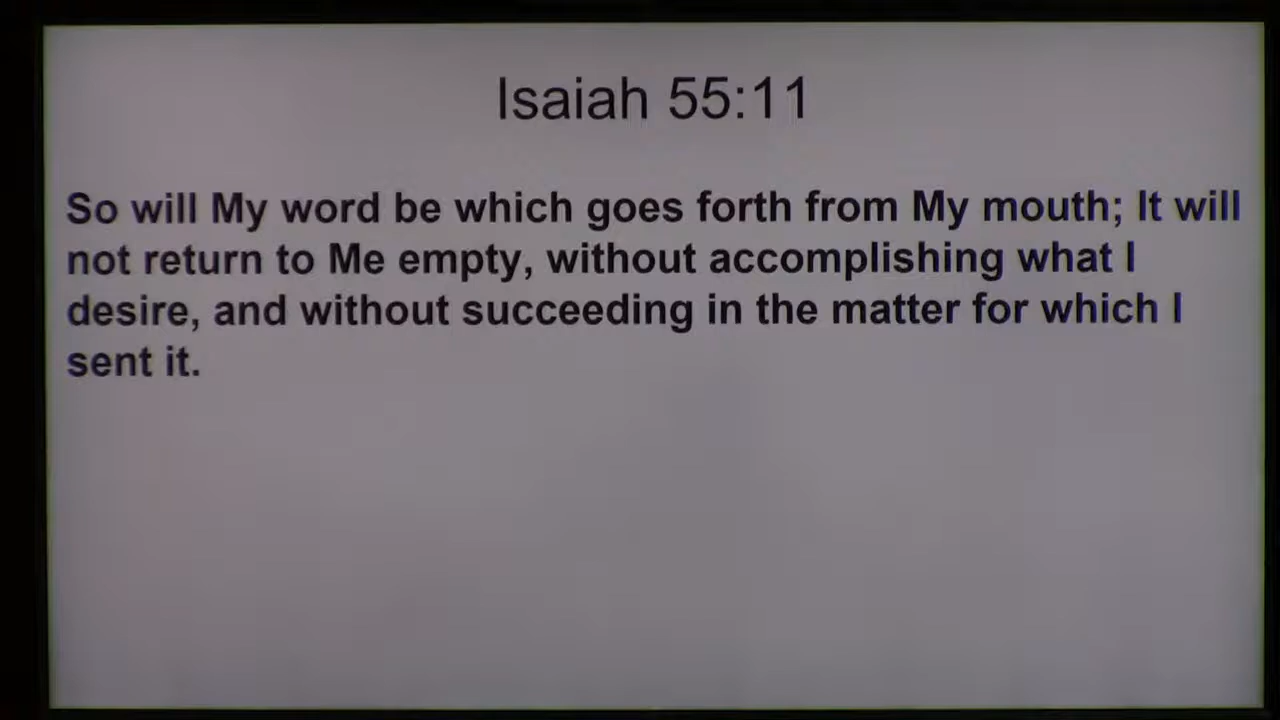 Isaiah 55:11
So will My word be which goes forth from My mouth; It will
not return to Me empty, without accomplishing what I
desire, and without succeeding in the matter for which I
sent it.